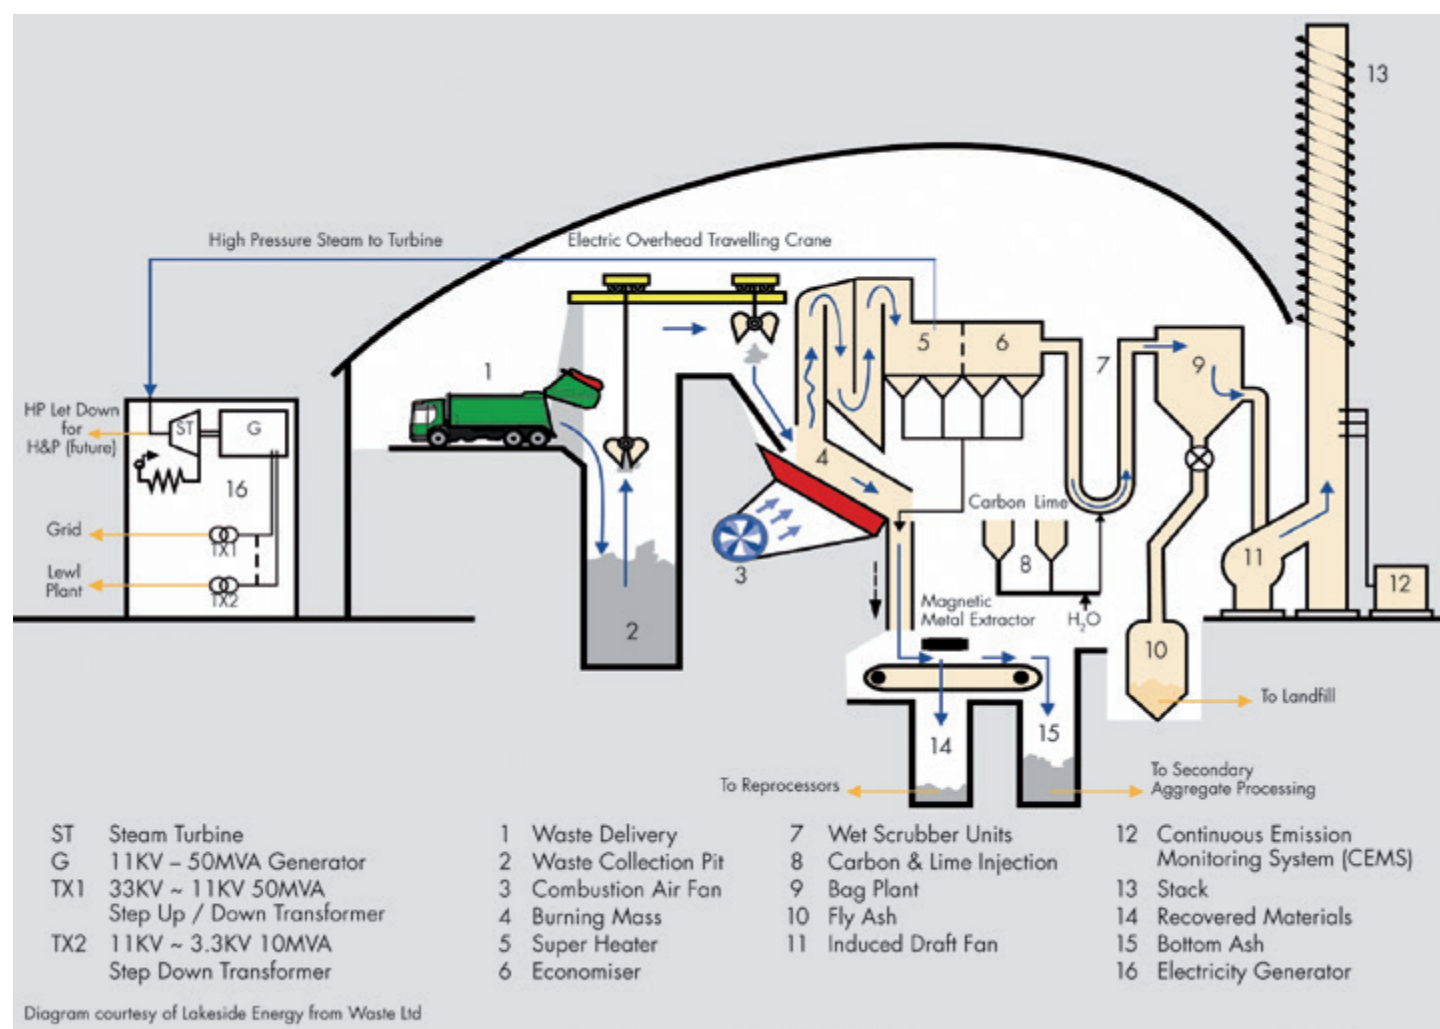 13
High Pressure Steam to Turbine
Electric Overhead Travelling Crane
1
5
6
7
9
HP Let Down
for
H&P (future)
ST
G
16
4
Grid
TX1
Carbon Lime
3
8
11
12
Lewl
Plant
TX2
Magnetic
Metal Extractor
H2O
2
10
To Landfill
14
15
To Reprocessors
To Secondary
Aggregate Processing
ST Steam Turbine
G 11KV – 50MVA Generator
TX1 33KV ~ 11KV 50MVA
Step Up / Down Transformer
TX2 11KV ~ 3.3KV 10MVA
Step Down Transformer
1 Waste Delivery
2 Waste Collection Pit
3 Combustion Air Fan
4 Burning Mass
5 Super Heater
6 Economiser
7 Wet Scrubber Units
8 Carbon & Lime Injection
9 Bag Plant
10 Fly Ash
11 Induced Draft Fan
12 Continuous Emission
Monitoring System (CEMS)
13 Stack
14 Recovered Materials
15 Bottom Ash
16 Electricity Generator
Diagram courtesy of Lakeside Energy from Waste Ltd